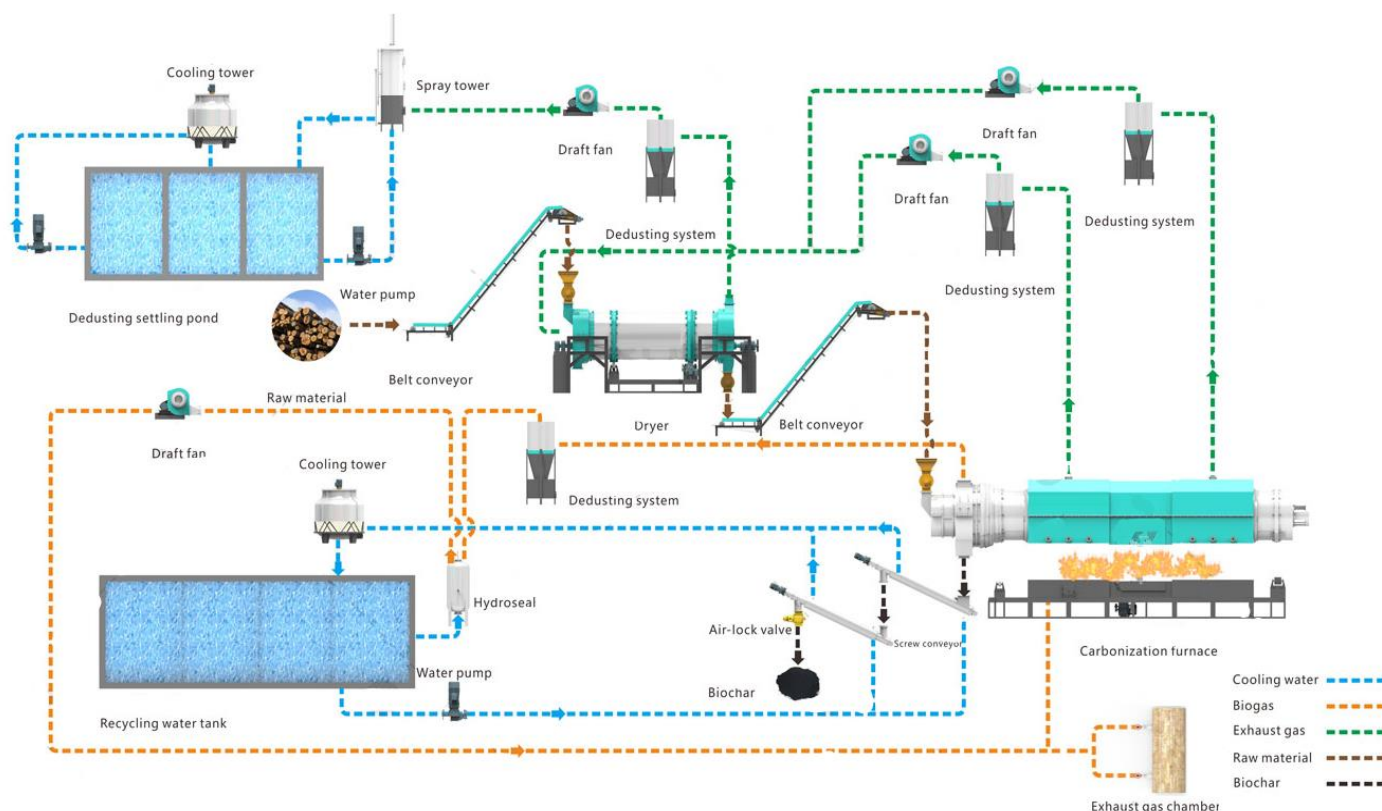 Cooling tower
Spray tower
Draft fan
Draft fan
Draft fan
Dedusting system
Dedusting system
Dedusting system
Water pump
Dedusting settling pond
Belt conveyor
Raw material
Dryer
Belt conveyor
Draft fan
Cooling tower
Dedusting system
Hydroseal
Air-lock valve
Screw conveyor
Carbonization furnace
Water pump
Biochar
Recycling water tank
Cooling water
Biogas
Exhaust gas
Raw material
Biochar
Exhaust gas chamber